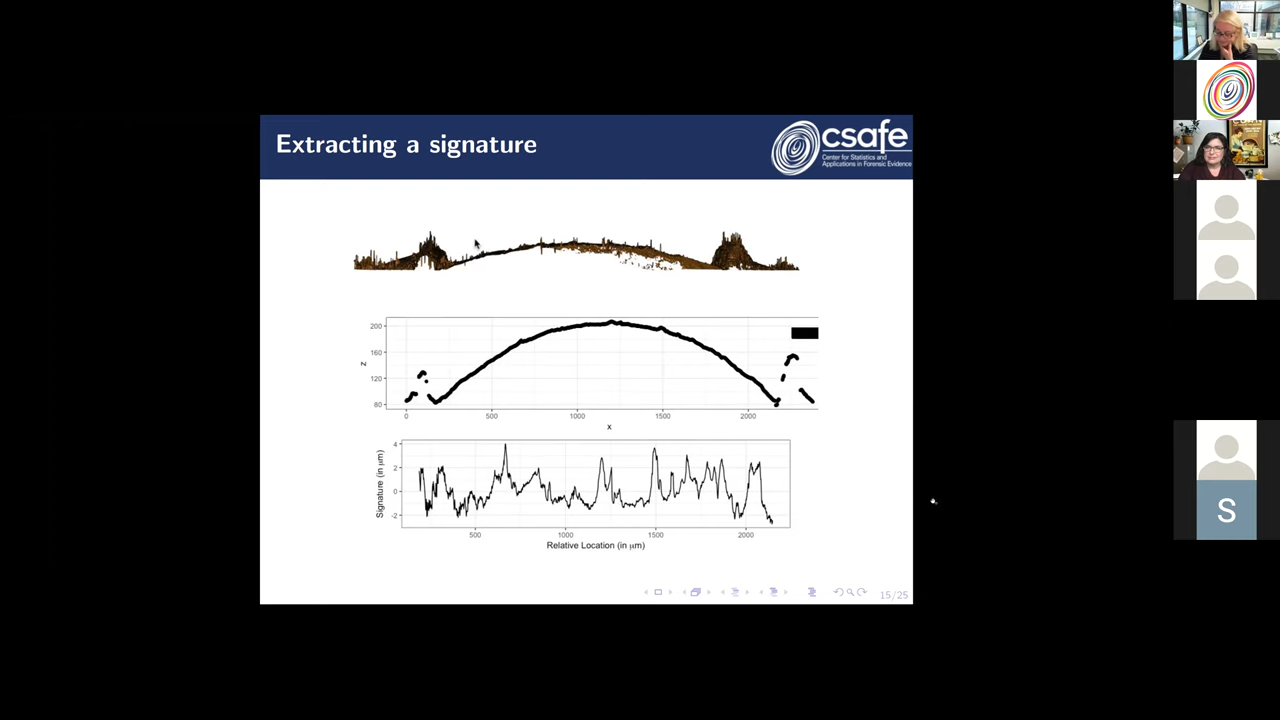 Extracting a signature
csafe
Center for Statistics and
Applications in Forensic Evidence
200
160
120
80
z
0 500 1000 1500 2000
x
4
2
0
-2
Signature (in μm)
500 1000 1500 2000
Relative Location (in μm)
15/25
S